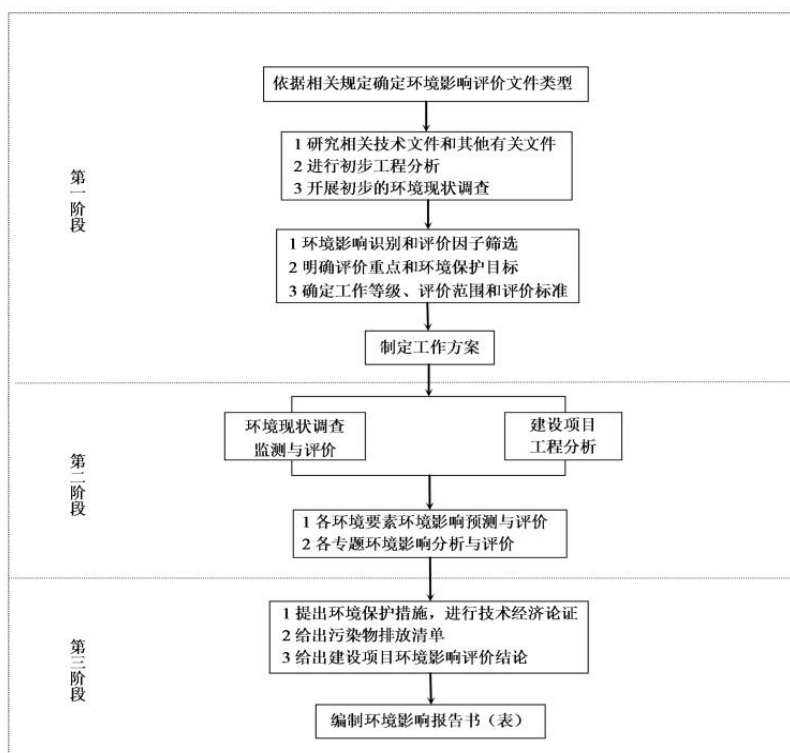 依据相关规定确定环境影响评价文件类型
1 研究相关技术文件和其他有关文件
2 进行初步工程分析
3 开展初步的环境现状调查
第一阶段
1 环境影响识别和评价因子筛选
2 明确评价重点和环境保护目标
3 确定工作等级、评价范围和评价标准
制定工作方案
环境现状调查
监测与评价
建设项目
工程分析
第二阶段
1 各环境要素环境影响预测与评价
2 各专题环境影响分析与评价
1 提出环境保护措施，进行技术经济论证
2 给出污染物排放清单
3 给出建设项目环境影响评价结论
第三阶段
编制环境影响报告书（表）